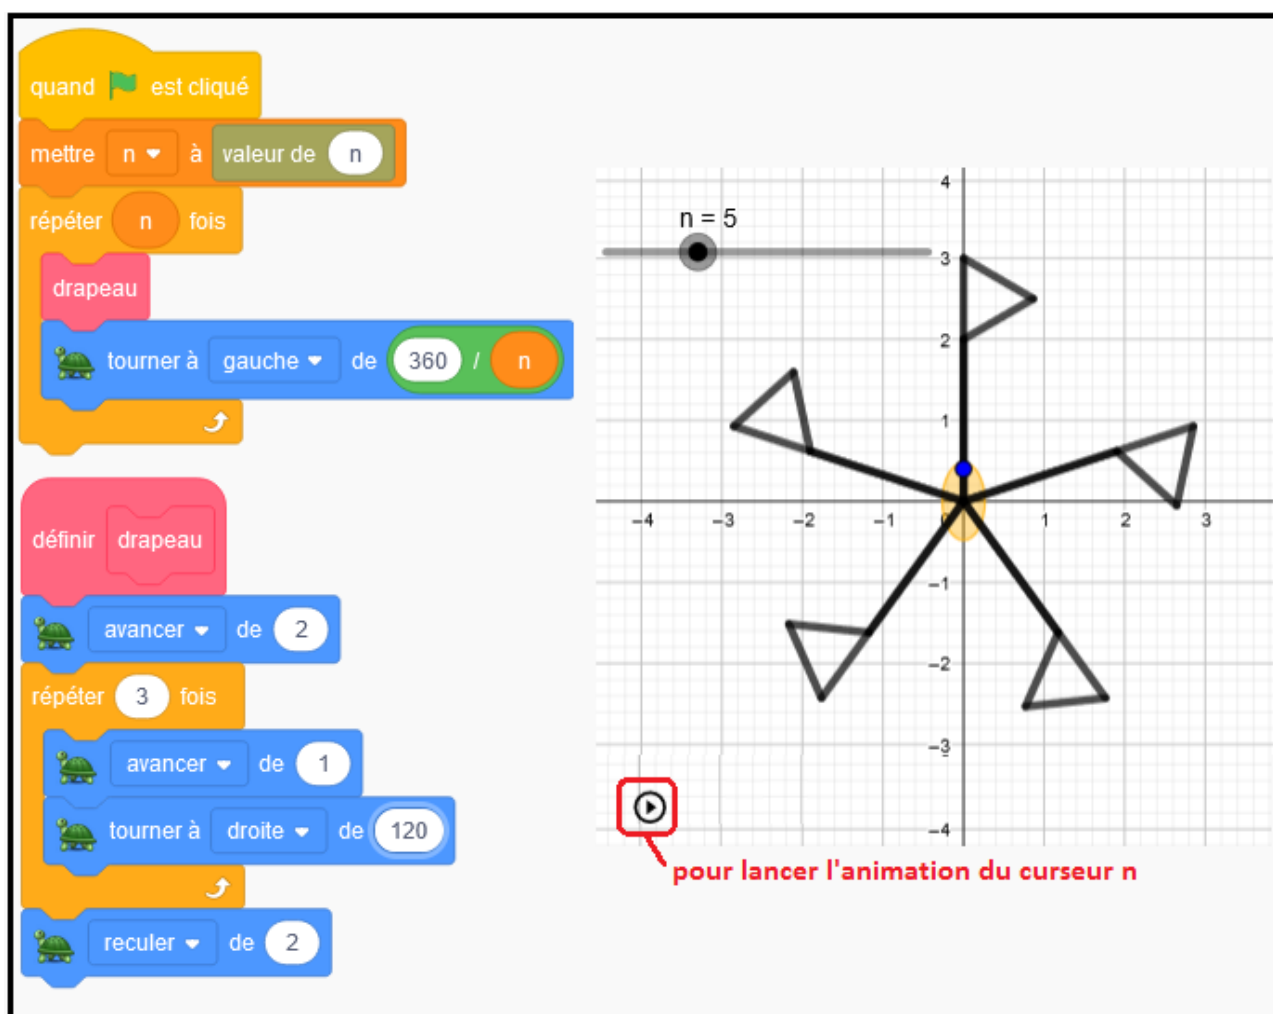 quand est cliqué
mettre n à valeur de n
répéter n fois
drapeau
tourner à gauche de 360 / n
définir drapeau
avancer de 2
répéter 3 fois
avancer de 1
tourner à droite de 120
reculer de 2
n = 5
4
3
2
1
-4 -3 -2 -1 0 1 2 3
-1
-2
-3
-4
pour lancer l'animation du curseur n